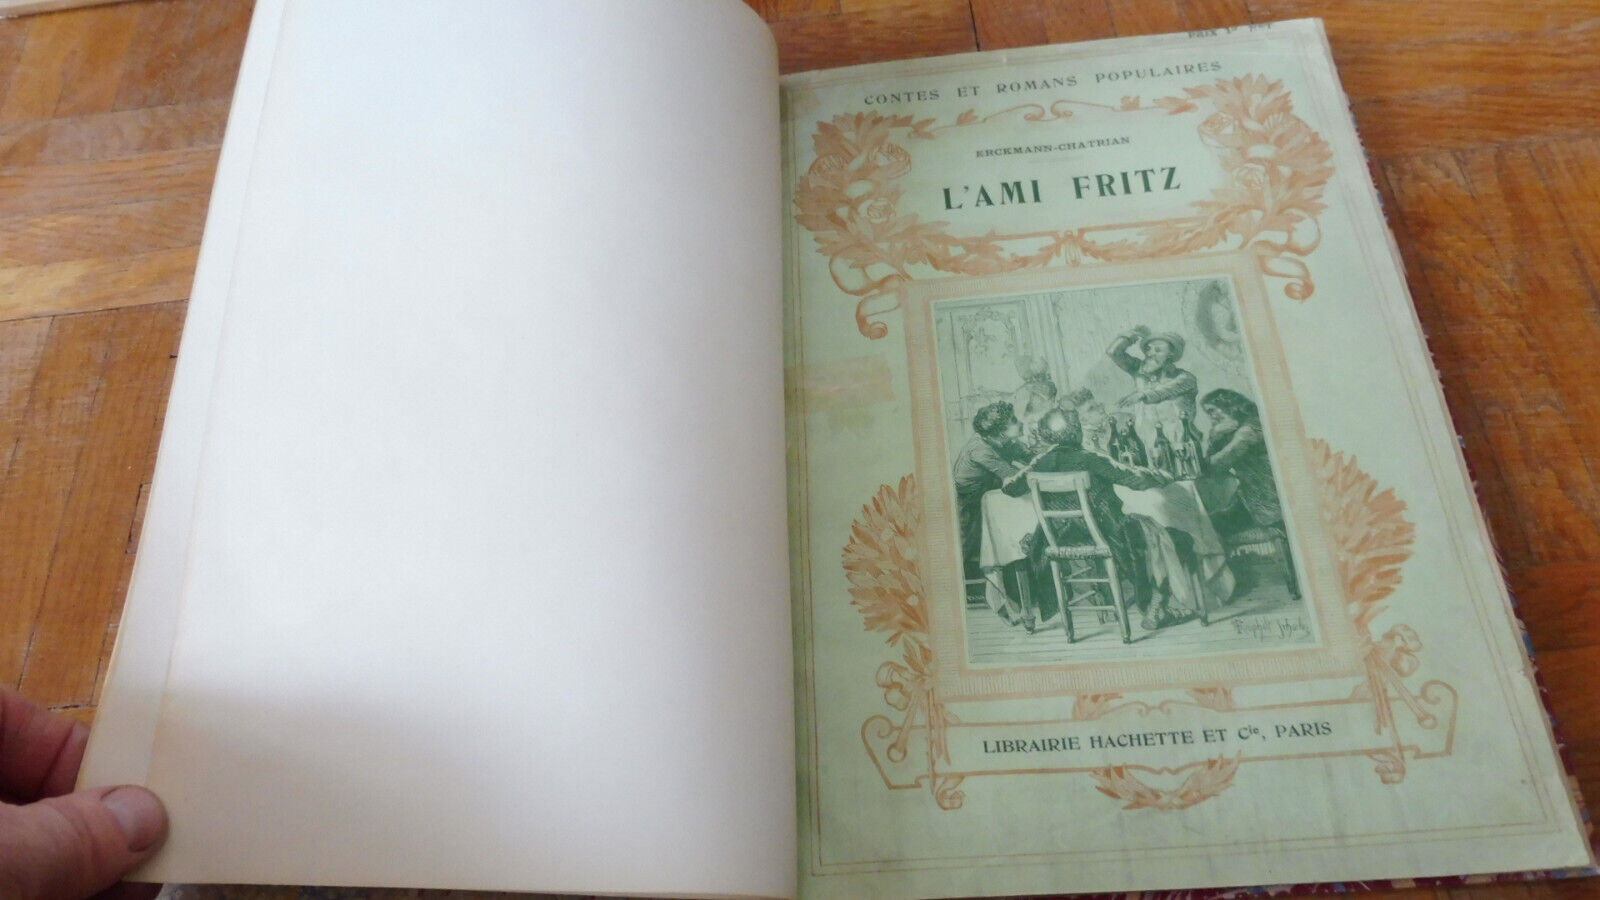 CONTES ET ROMANS POPULAIRES
ERCKMANN-CHATRIAN
L'AMI FRITZ
LIBRAIRIE HACHETTE ET Cie, PARIS